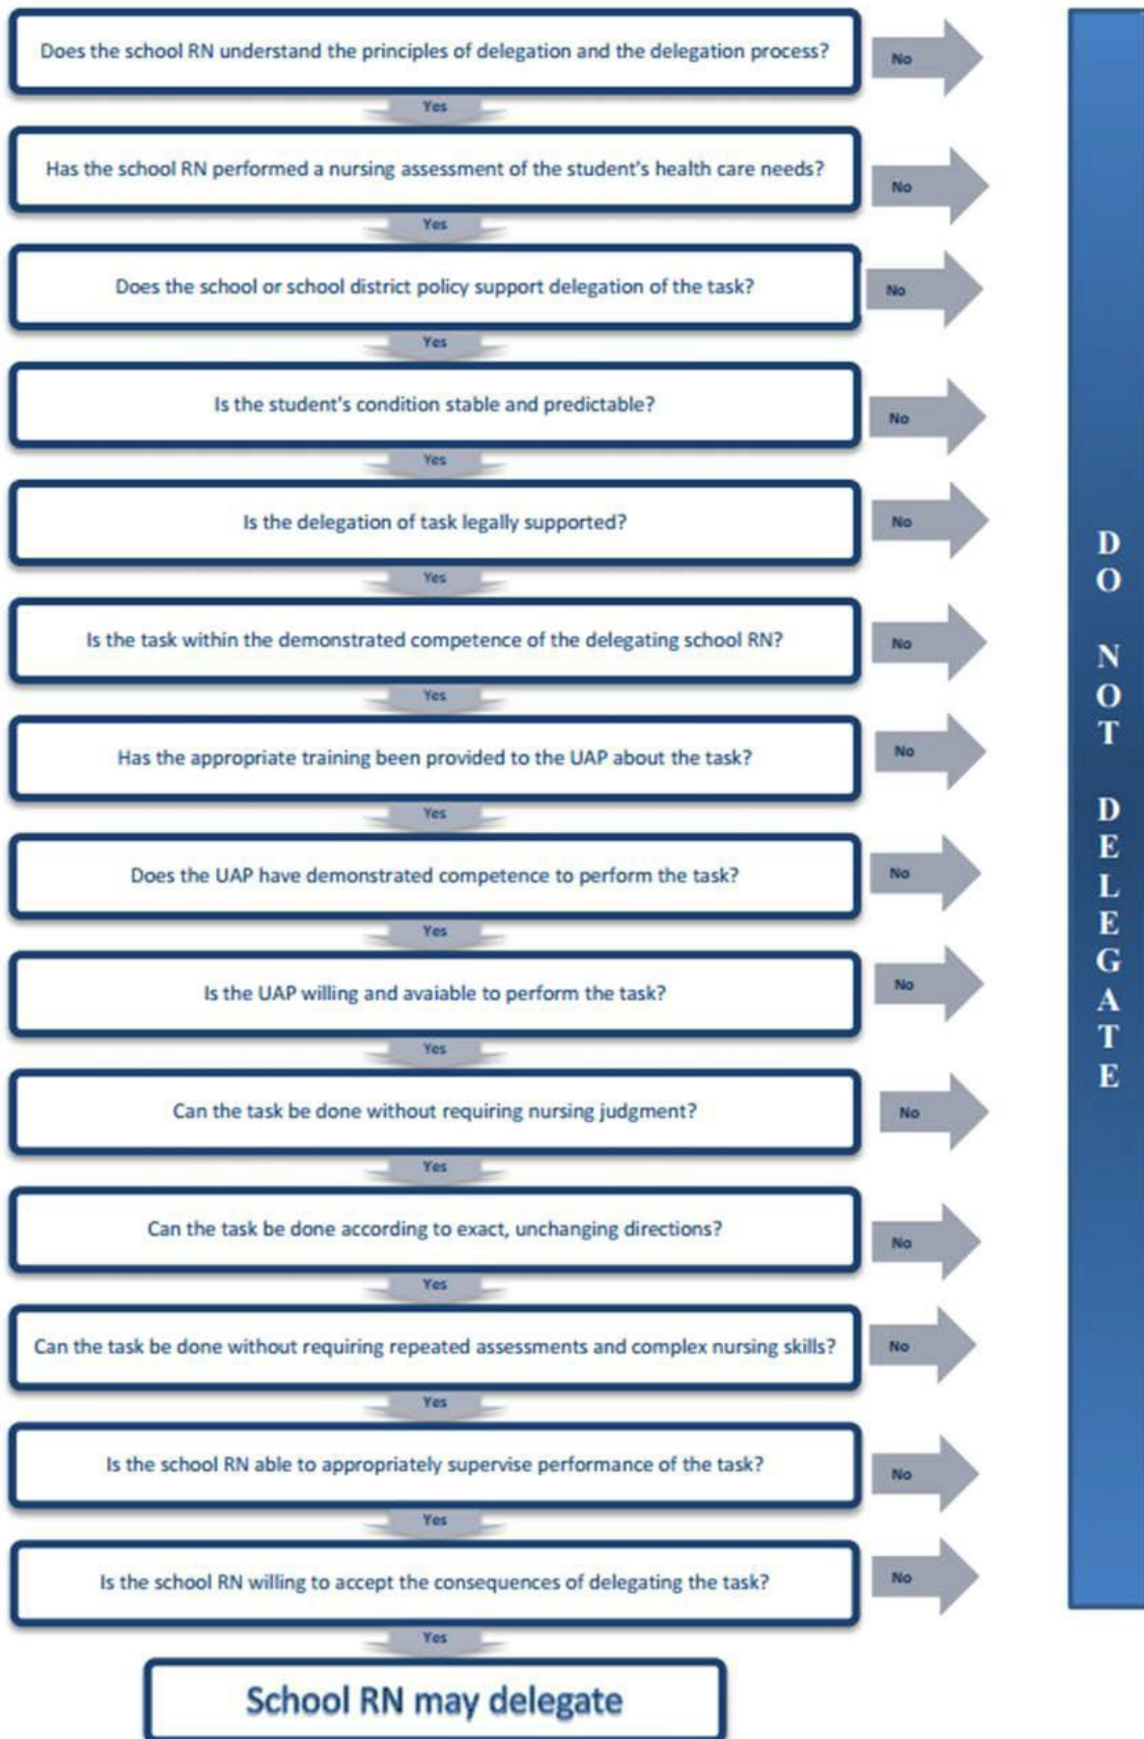 Does the school RN understand the principles of delegation and the delegation process?
No
Yes
Has the school RN performed a nursing assessment of the student's health care needs?
No
Yes
Does the school or school district policy support delegation of the task?
No
Yes
Is the student's condition stable and predictable?
No
Yes
Is the delegation of task legally supported?
No
Yes
Is the task within the demonstrated competence of the delegating school RN?
No
Yes
Has the appropriate training been provided to the UAP about the task?
No
Yes
Does the UAP have demonstrated competence to perform the task?
No
Yes
Is the UAP willing and avaiable to perform the task?
No
Yes
Can the task be done without requiring nursing judgment?
No
Yes
Can the task be done according to exact, unchanging directions?
No
Yes
Can the task be done without requiring repeated assessments and complex nursing skills?
No
Yes
Is the school RN able to appropriately supervise performance of the task?
No
Yes
Is the school RN willing to accept the consequences of delegating the task?
No
Yes
School RN may delegate
DO NOT DELEGATE